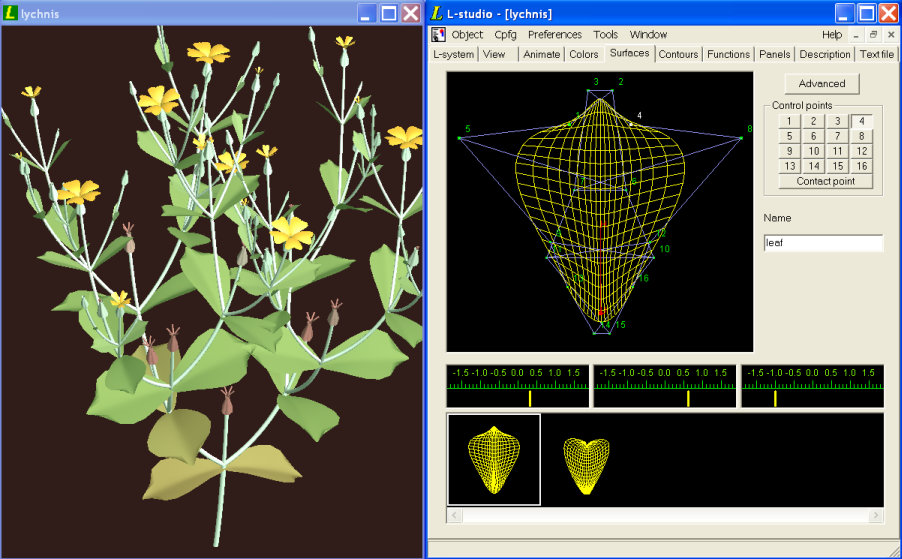 lychnis
L-studio - [lychnis]
Object Cpfg Preferences Tools Window Help
L-system View Animate Colors Surfaces Contours Functions Panels Description Text file
Advanced
Control points
1 2 3 4
5 6 7 8
9 10 11 12
13 14 15 16
Contact point
Name
leaf
3 2
4
5 8
12
10
16
14 15
-1.5 -1.0 -0.5 0.0 0.5 1.0 1.5
-1.5 -1.0 -0.5 0.0 0.5 1.0 1.5
-1.5 -1.0 -0.5 0.0 0.5 1.0 1.5